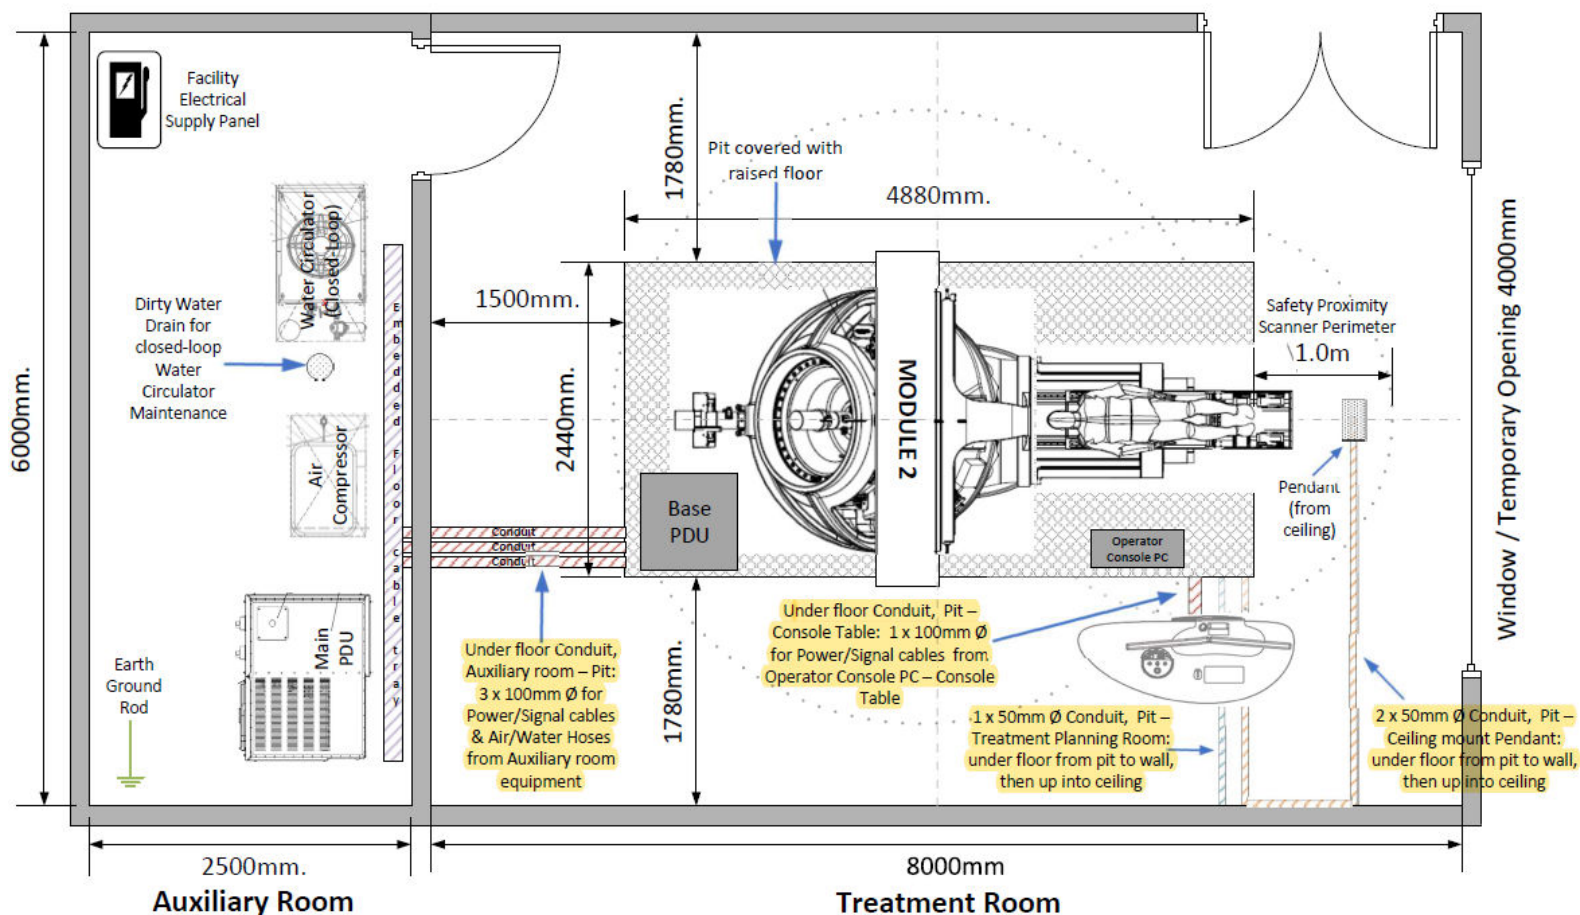 Facility
Electrical
Supply Panel
Pit covered with
raised floor
1780mm.
4880mm.
Water Circulator
(Closed-Loop)
Dirty Water
Drain for
closed-loop
Water
Circulator
Maintenance
1500mm.
Safety Proximity
Scanner Perimeter
1.0m
Window / Temporary Opening 4000mm
6000mm.
Embedded Floor cable tray
2440mm.
MODULE 2
Air
Compressor
Pendant
(from
ceiling)
Base
PDU
Conduit
Conduit
Conduit
Operator
Console PC
Main
PDU
Earth
Ground
Rod
Under floor Conduit,
Auxiliary room – Pit:
3 x 100mm Ø for
Power/Signal cables
& Air/Water Hoses
from Auxiliary room
equipment
1780mm.
Under floor Conduit, Pit –
Console Table: 1 x 100mm Ø
for Power/Signal cables from
Operator Console PC – Console
Table
1 x 50mm Ø Conduit, Pit –
Treatment Planning Room:
under floor from pit to wall,
then up into ceiling
2 x 50mm Ø Conduit, Pit –
Ceiling mount Pendant:
under floor from pit to wall,
then up into ceiling
2500mm.
8000mm
Auxiliary Room
Treatment Room